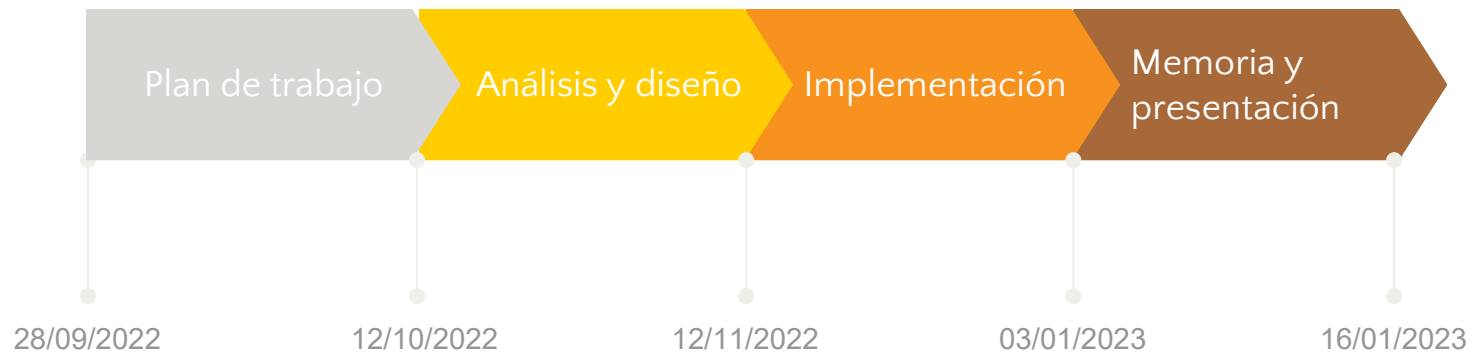 Plan de trabajo
Análisis y diseño
Implementación
Memoria y
presentación
28/09/2022
12/10/2022
12/11/2022
03/01/2023
16/01/2023